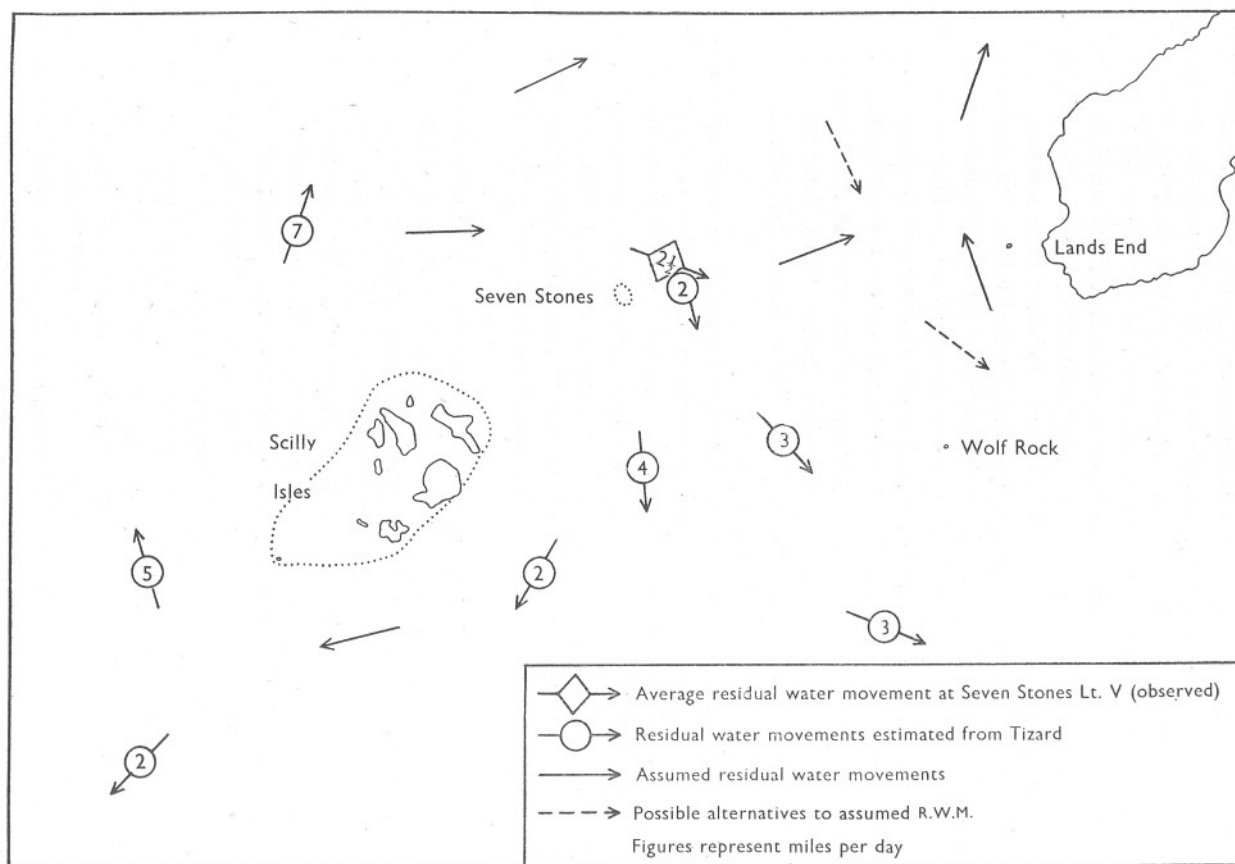 7
Lands End
2½
2
Seven Stones
Scilly
Isles
3
4
Wolf Rock
5
2
3
2
Average residual water movement at Seven Stones Lt. V (observed)
Residual water movements estimated from Tizard
Assumed residual water movements
Possible alternatives to assumed R.W.M.
Figures represent miles per day